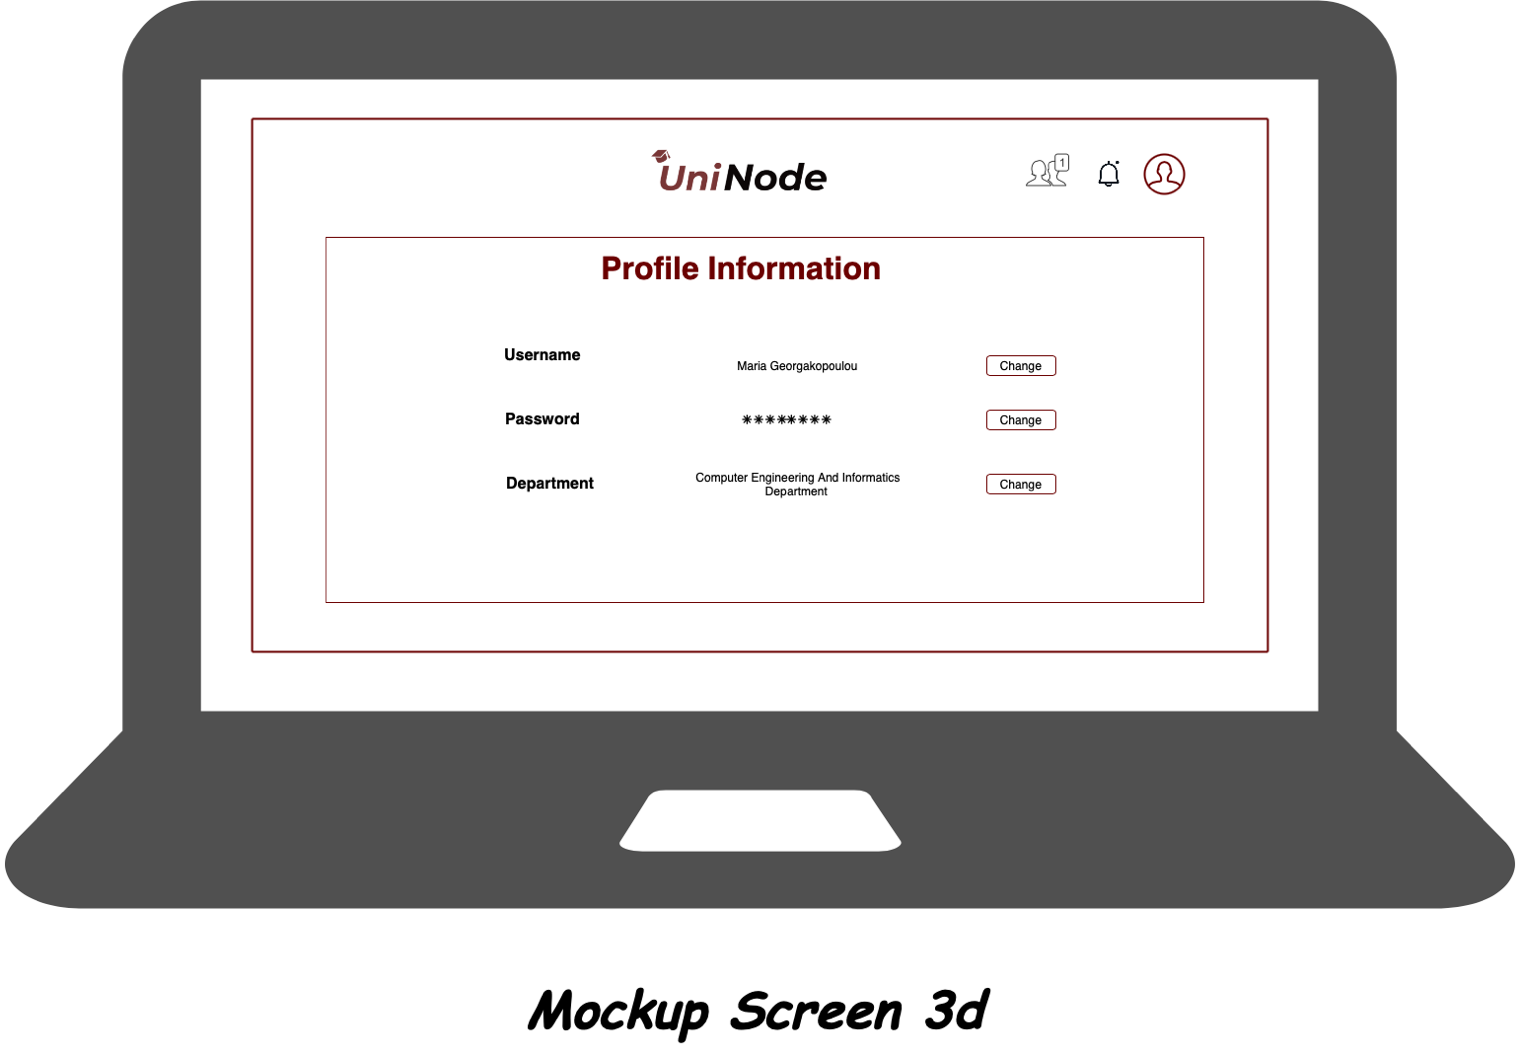 UniNode
1
Profile Information
Username
Maria Georgakopoulou
Change
Password
********
Change
Department
Computer Engineering And Informatics
Department
Change
Mockup Screen 3d